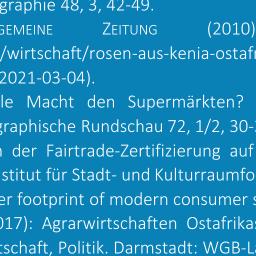 graphie 48, 3, 42-49.
GEMEINE ZEITUNG (2010)
/wirtschaft/rosen-aus-kenia-ostafr
2021-03-04).
le Macht den Supermärkten?
graphische Rundschau 72, 1/2, 30-
der Fairtrade-Zertifizierung auf
stitut für Stadt- und Kulturraumfo
er footprint of modern consumer s
017): Agrarwirtschaften Ostafrikas
tschaft, Politik. Darmstadt: WGB-La